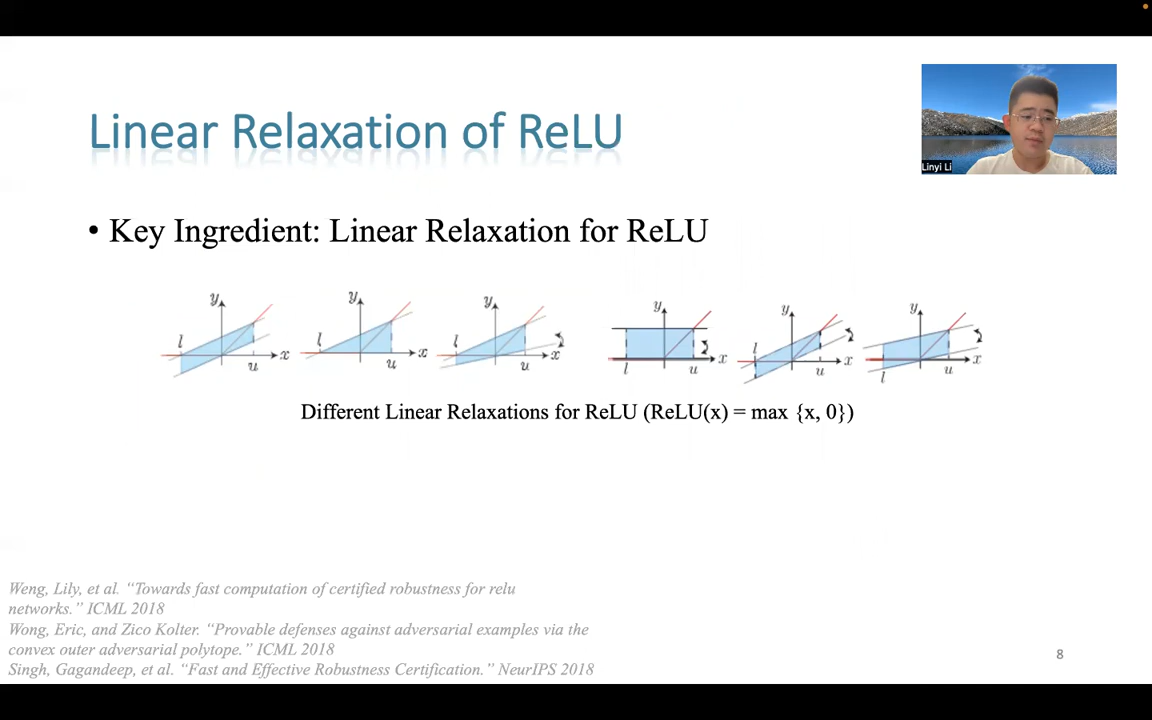 Linear Relaxation of ReLU
Linyi Li
• Key Ingredient: Linear Relaxation for ReLU
y l u x
y l u x
y l u x
y l u x
y l u x
y l u x
Different Linear Relaxations for ReLU (ReLU(x) = max {x, 0})
Weng, Lily, et al. “Towards fast computation of certified robustness for relu
networks.” ICML 2018
Wong, Eric, and Zico Kolter. “Provable defenses against adversarial examples via the
convex outer adversarial polytope.” ICML 2018
Singh, Gagandeep, et al. “Fast and Effective Robustness Certification.” NeurIPS 2018
8